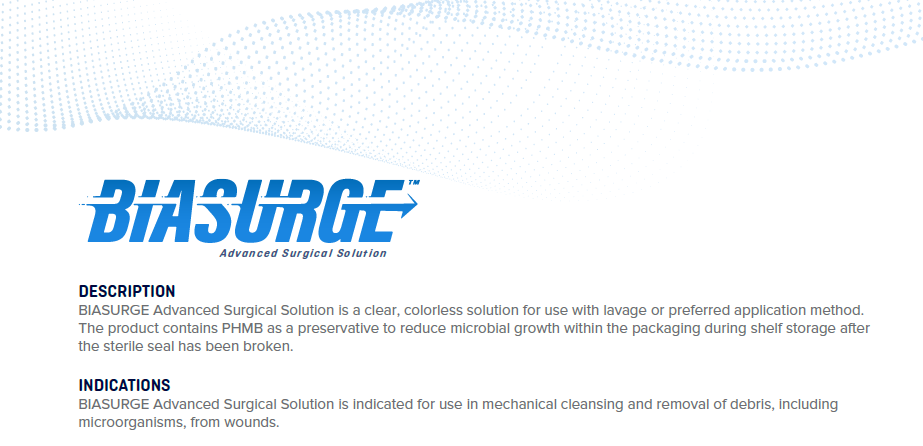 BIASURGE™
Advanced Surgical Solution
DESCRIPTION
BIASURGE Advanced Surgical Solution is a clear, colorless solution for use with lavage or preferred application method.
The product contains PHMB as a preservative to reduce microbial growth within the packaging during shelf storage after
the sterile seal has been broken.
INDICATIONS
BIASURGE Advanced Surgical Solution is indicated for use in mechanical cleansing and removal of debris, including
microorganisms, from wounds.